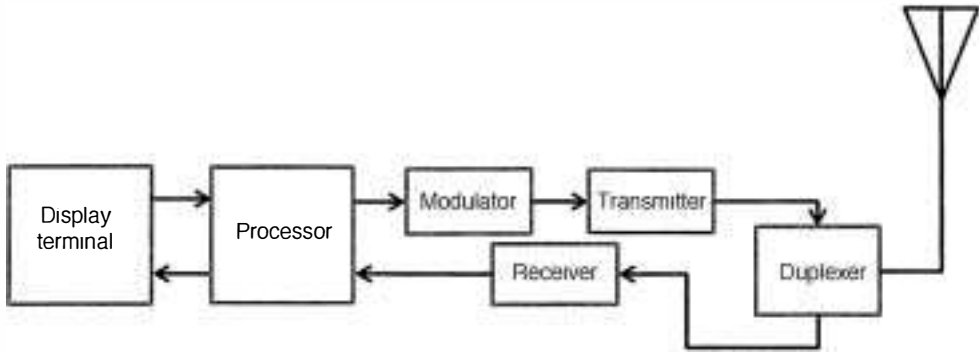 Display
terminal
Processor
Modulator
Transmitter
Receiver
Duplexer